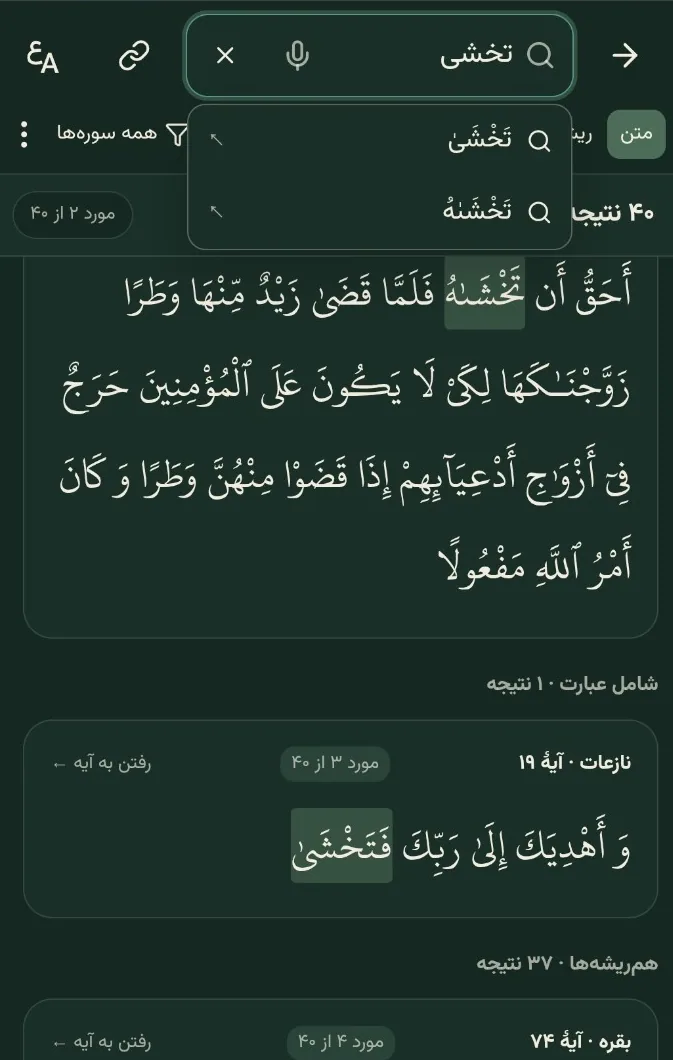 تخشی
عA
تَخْشَىٰ
تَخْشَىٰهُ
متن
همه سوره‌ها
۴۰ نتیجه
مورد ۲ از ۴۰
أَحَقُّ أَن تَخْشَىٰهُ فَلَمَّا قَضَىٰ زَيْدٌ مِّنْهَا وَطَرًا
زَوَّجْنَـٰكَهَا لِكَىْ لَا يَكُونَ عَلَى ٱلْمُؤْمِنِينَ حَرَجٌ
فِىٓ أَزْوَٰجِ أَدْعِيَآئِهِمْ إِذَا قَضَوْا مِنْهُنَّ وَطَرًا وَ كَانَ
أَمْرُ ٱللَّهِ مَفْعُولًا
شامل عبارت · ۱ نتیجه
نازعات · آیهٔ ۱۹
مورد ۳ از ۴۰
رفتن به آیه ←
وَ أَهْدِيَكَ إِلَىٰ رَبِّكَ فَتَخْشَىٰ
هم‌ریشه‌ها · ۳۷ نتیجه
بقره · آیهٔ ۷۴
مورد ۴ از ۴۰
رفتن به آیه ←